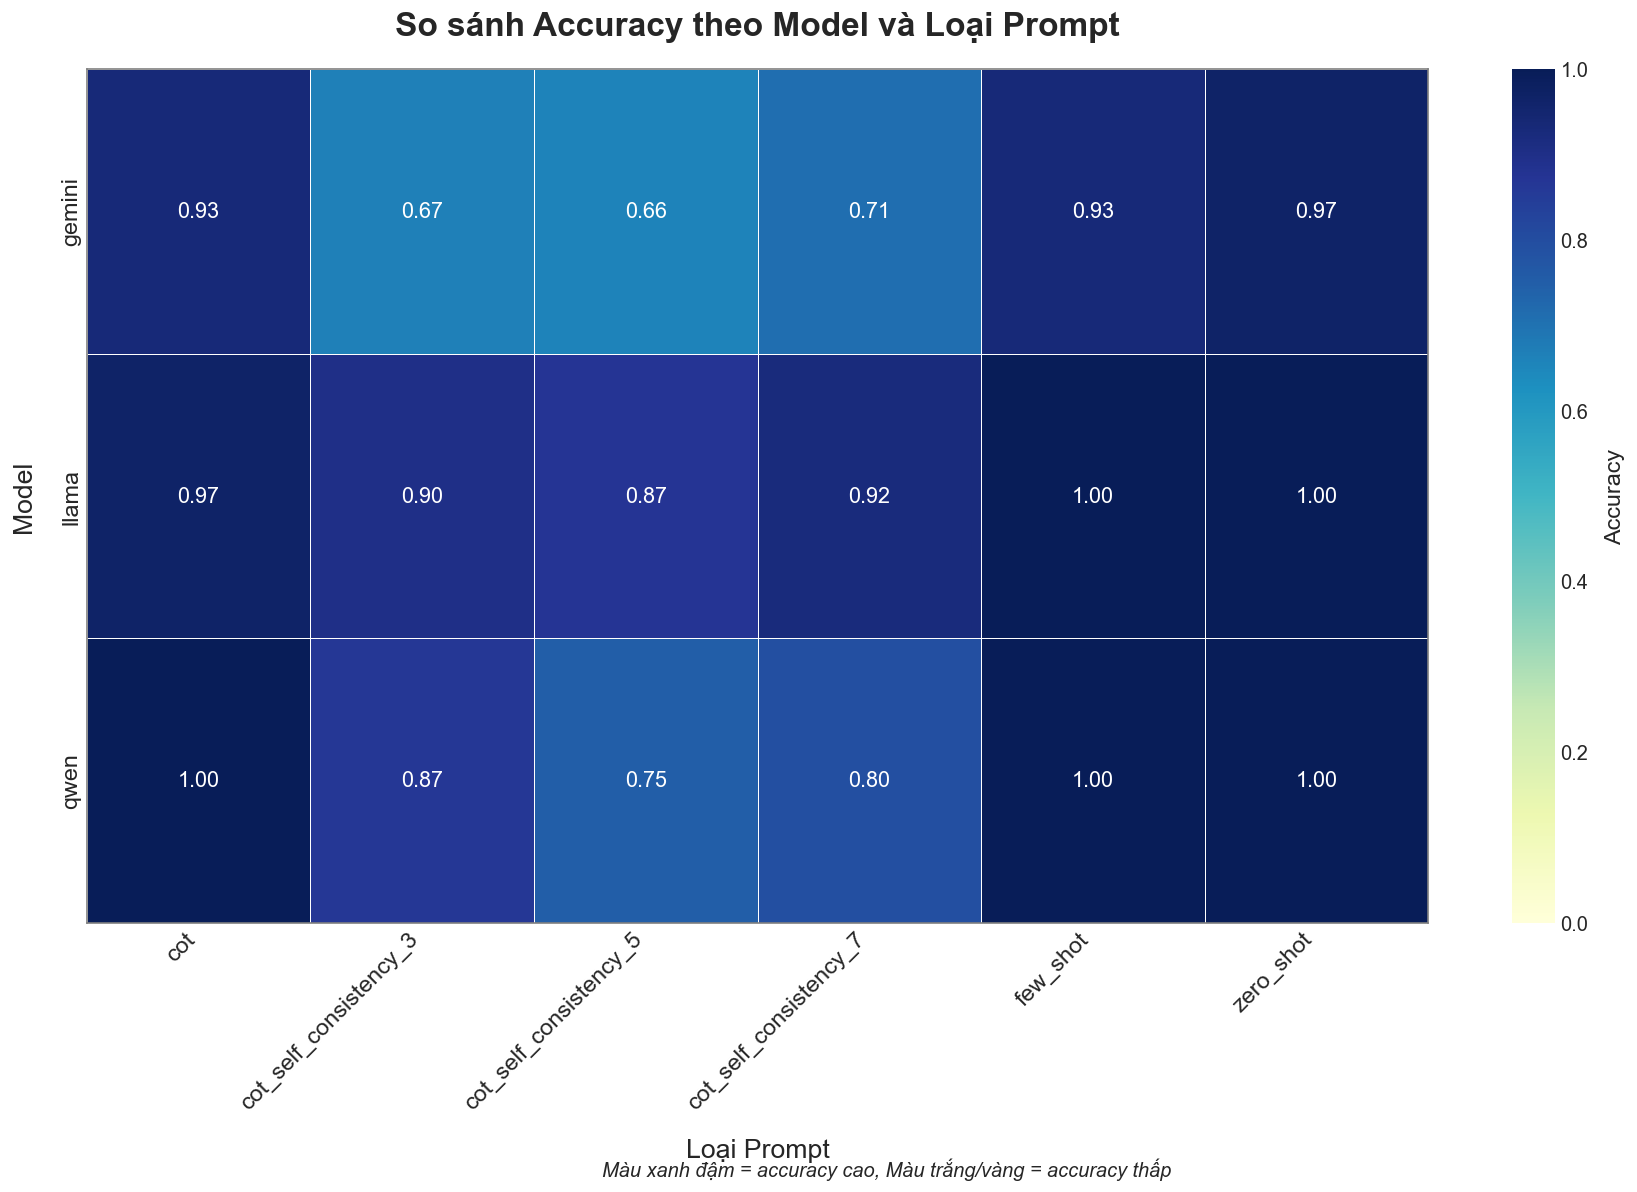 So sánh Accuracy theo Model và Loại Prompt
Model
gemini
0.93 0.67 0.66 0.71 0.93 0.97
llama
0.97 0.90 0.87 0.92 1.00 1.00
qwen
1.00 0.87 0.75 0.80 1.00 1.00
cot
cot_self_consistency_3
cot_self_consistency_5
cot_self_consistency_7
few_shot
zero_shot
Loại Prompt
Màu xanh đậm = accuracy cao, Màu trắng/vàng = accuracy thấp
1.0
0.8
0.6
0.4
0.2
0.0
Accuracy